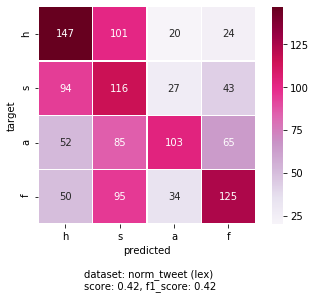 h 147 101 20 24
s 94 116 27 43
a 52 85 103 65
f 50 95 34 125
h s a f
target
predicted
125
100
75
50
25
dataset: norm_tweet (lex)
score: 0.42, f1_score: 0.42